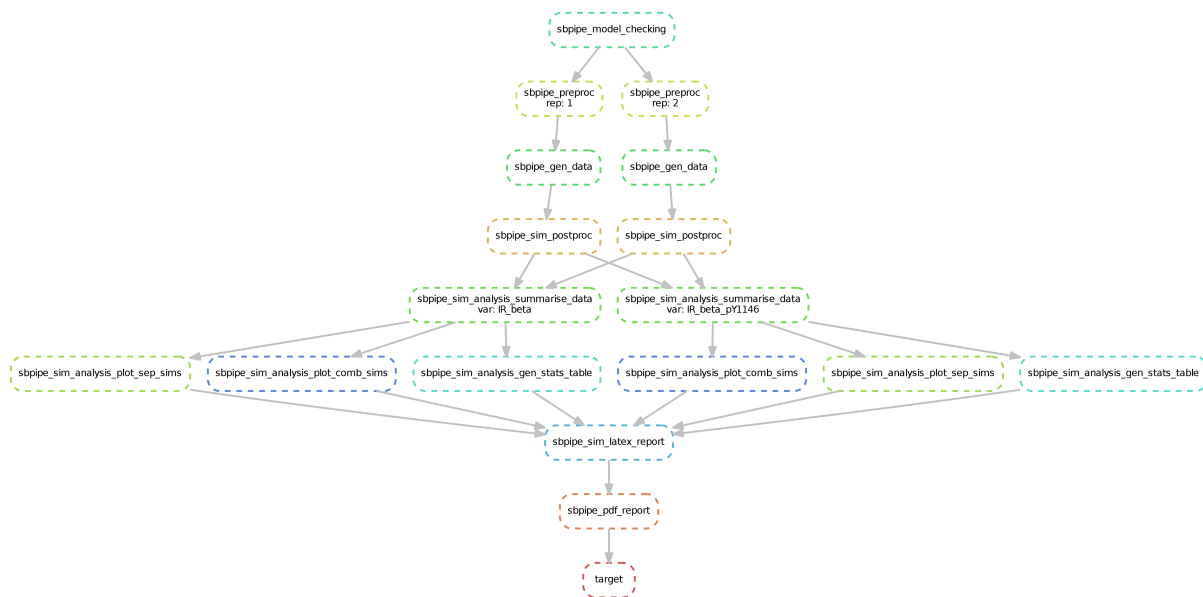 sbpipe_model_checking
sbpipe_preproc
rep: 1
sbpipe_preproc
rep: 2
sbpipe_gen_data
sbpipe_gen_data
sbpipe_sim_postproc
sbpipe_sim_postproc
sbpipe_sim_analysis_summarise_data
var: IR_beta
sbpipe_sim_analysis_summarise_data
var: IR_beta_pY1146
sbpipe_sim_analysis_plot_sep_sims
sbpipe_sim_analysis_plot_comb_sims
sbpipe_sim_analysis_gen_stats_table
sbpipe_sim_analysis_plot_comb_sims
sbpipe_sim_analysis_plot_sep_sims
sbpipe_sim_analysis_gen_stats_table
sbpipe_sim_latex_report
sbpipe_pdf_report
target